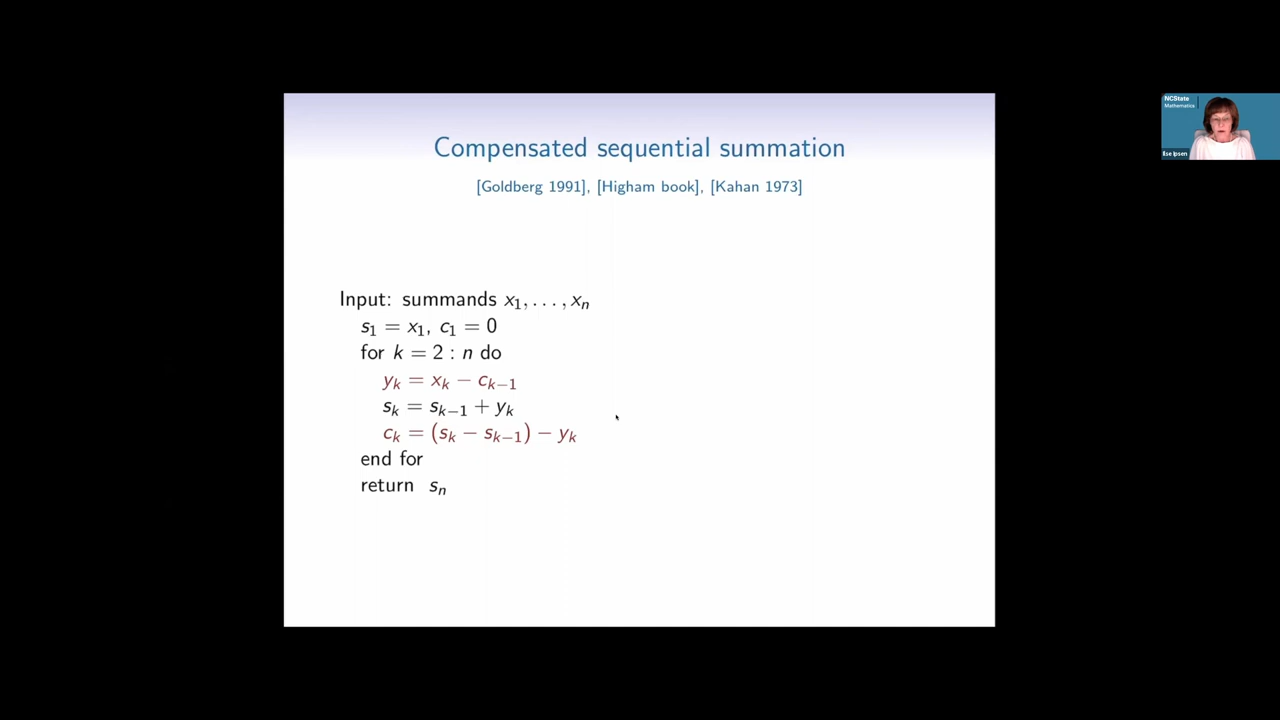 Compensated sequential summation
[Goldberg 1991], [Higham book], [Kahan 1973]
Input: summands x₁, . . . , xₙ
s₁ = x₁, c₁ = 0
for k = 2 : n do
yₖ = xₖ − cₖ₋₁
sₖ = sₖ₋₁ + yₖ
cₖ = (sₖ − sₖ₋₁) − yₖ
end for
return sₙ
NCState
Mathematics
Ilse Ipsen